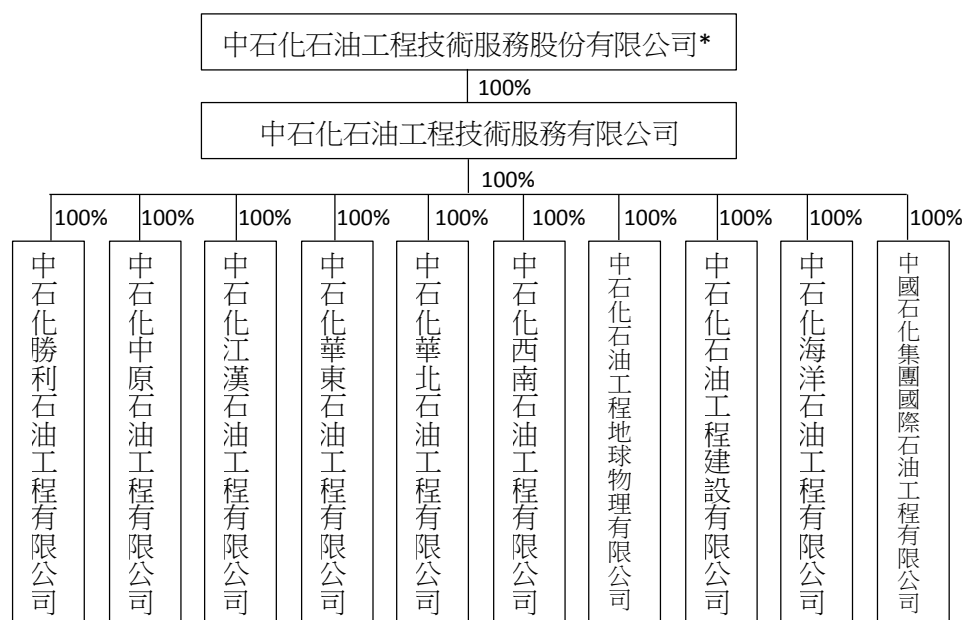 中石化石油工程技術服務股份有限公司*
100%
中石化石油工程技術服務有限公司
100%
100%
100%
100%
100%
100%
100%
100%
100%
100%
100%
中石化勝利石油工程有限公司
中石化中原石油工程有限公司
中石化江漢石油工程有限公司
中石化華東石油工程有限公司
中石化華北石油工程有限公司
中石化西南石油工程有限公司
中石化石油工程地球物理有限公司
中石化石油工程建設有限公司
中石化海洋石油工程有限公司
中國石化集團國際石油工程有限公司